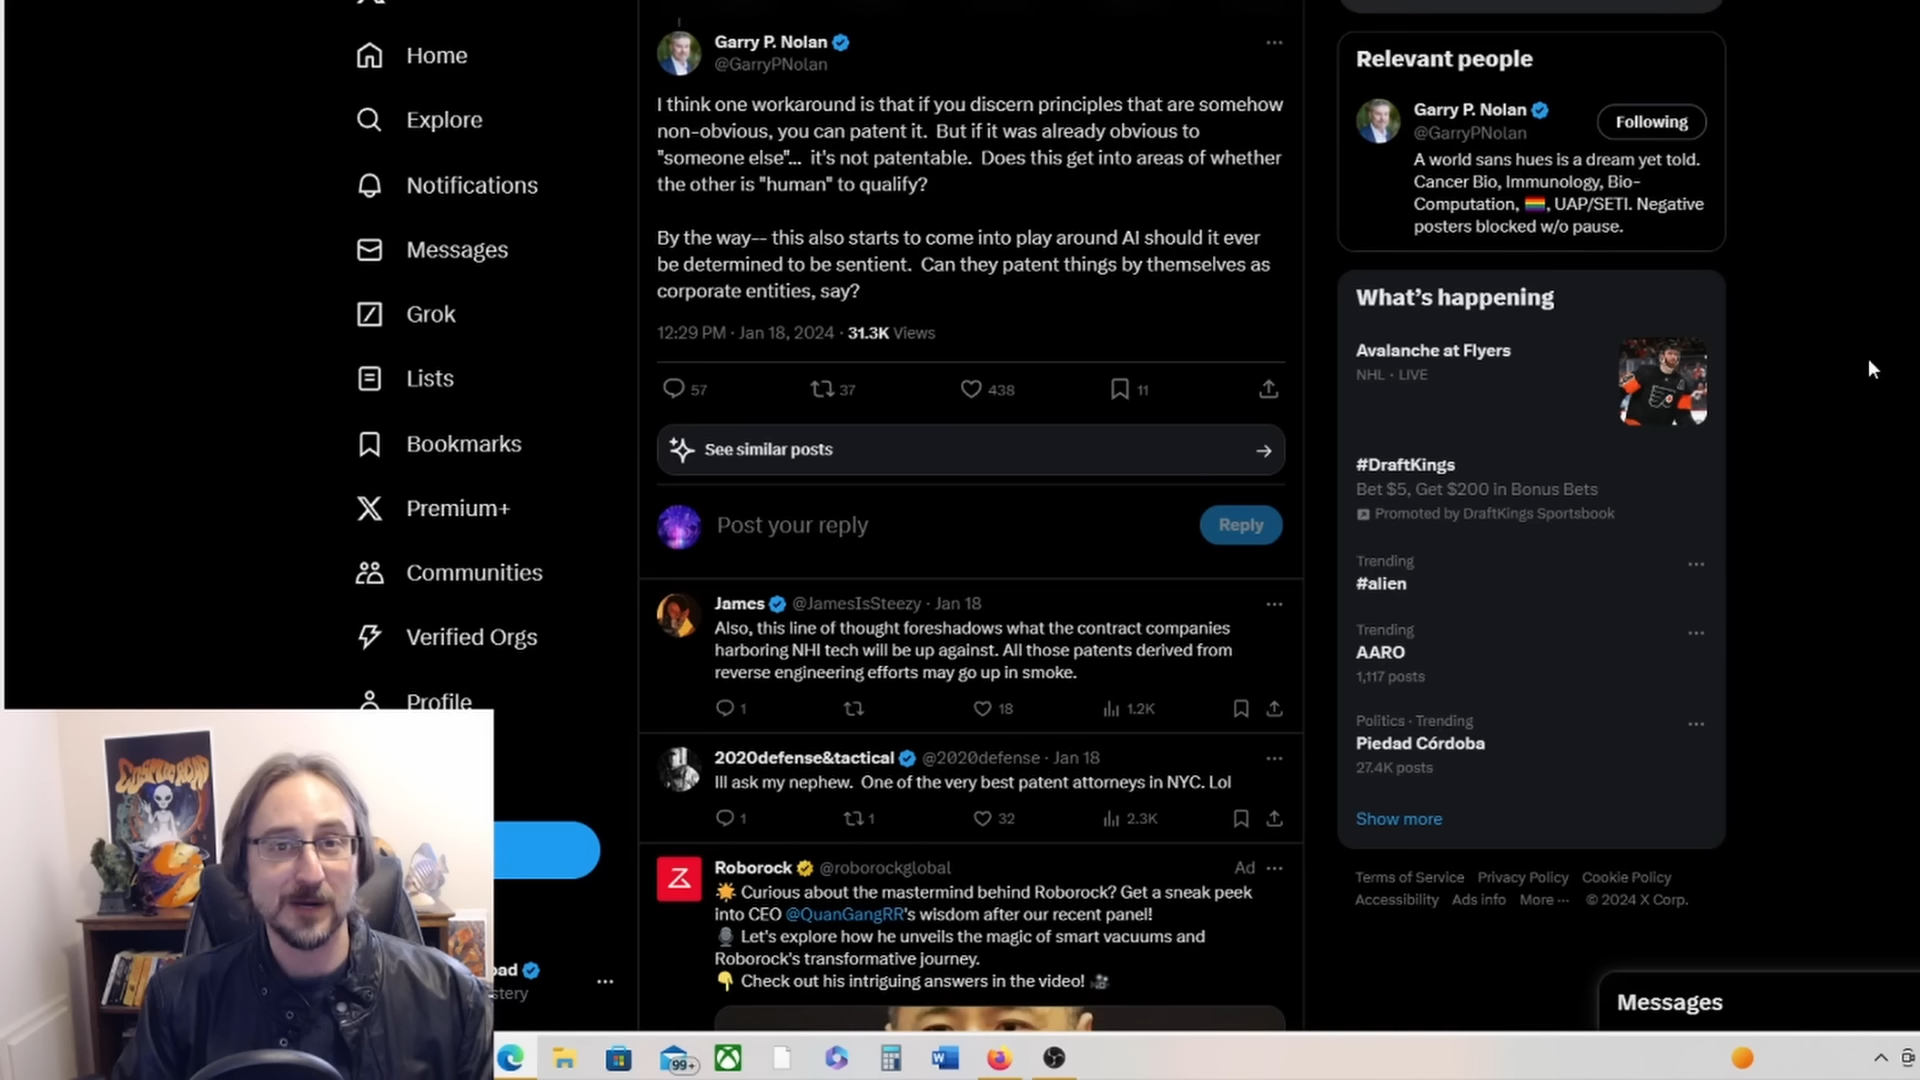 Home
Explore
Notifications
Messages
Grok
Lists
Bookmarks
Premium+
Communities
Verified Orgs
Profile
Garry P. Nolan
@GarryPNolan
I think one workaround is that if you discern principles that are somehow
non-obvious, you can patent it. But if it was already obvious to
"someone else"... it's not patentable. Does this get into areas of whether
the other is "human" to qualify?
By the way-- this also starts to come into play around AI should it ever
be determined to be sentient. Can they patent things by themselves as
corporate entities, say?
12:29 PM · Jan 18, 2024 · 31.3K Views
57 37 438 11
See similar posts
Post your reply
Reply
James @JamesIsSteezy · Jan 18
Also, this line of thought foreshadows what the contract companies
harboring NHI tech will be up against. All those patents derived from
reverse engineering efforts may go up in smoke.
1 18 1.2K
2020defense&tactical @2020defense · Jan 18
Ill ask my nephew. One of the very best patent attorneys in NYC. Lol
1 1 32 2.3K
Roborock @roborockglobal Ad
☀️ Curious about the mastermind behind Roborock? Get a sneak peek
into CEO @QuanGangRR's wisdom after our recent panel!
🎙️ Let's explore how he unveils the magic of smart vacuums and
Roborock's transformative journey.
👇 Check out his intriguing answers in the video! 🎥
Relevant people
Garry P. Nolan
@GarryPNolan
Following
A world sans hues is a dream yet told.
Cancer Bio, Immunology, Bio-
Computation, 🏳️‍🌈, UAP/SETI. Negative
posters blocked w/o pause.
What's happening
Avalanche at Flyers
NHL · LIVE
#DraftKings
Bet $5, Get $200 in Bonus Bets
Promoted by DraftKings Sportsbook
Trending
#alien
Trending
AARO
1,117 posts
Politics · Trending
Piedad Córdoba
27.4K posts
Show more
Terms of Service Privacy Policy Cookie Policy
Accessibility Ads info More ··· © 2024 X Corp.
Messages
COSMIC ROAD
oad
stery
99+